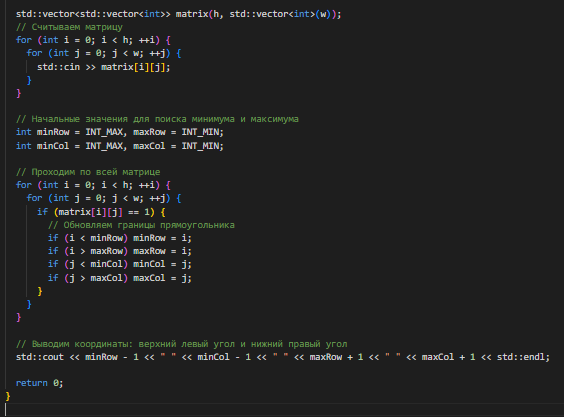 std::vector<std::vector<int>> matrix(h, std::vector<int>(w));
// Считываем матрицу
for (int i = 0; i < h; ++i) {
for (int j = 0; j < w; ++j) {
std::cin >> matrix[i][j];
}
}
// Начальные значения для поиска минимума и максимума
int minRow = INT_MAX, maxRow = INT_MIN;
int minCol = INT_MAX, maxCol = INT_MIN;
// Проходим по всей матрице
for (int i = 0; i < h; ++i) {
for (int j = 0; j < w; ++j) {
if (matrix[i][j] == 1) {
// Обновляем границы прямоугольника
if (i < minRow) minRow = i;
if (i > maxRow) maxRow = i;
if (j < minCol) minCol = j;
if (j > maxCol) maxCol = j;
}
}
}
// Выводим координаты: верхний левый угол и нижний правый угол
std::cout << minRow - 1 << " " << minCol - 1 << " " << maxRow + 1 << " " << maxCol + 1 << std::endl;
return 0;
}